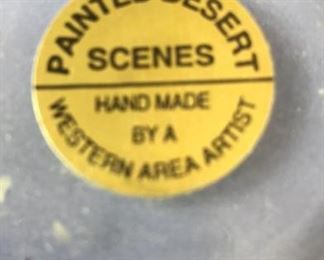 PAINTED DESERT
SCENES
HAND MADE
BY A
WESTERN AREA ARTIST